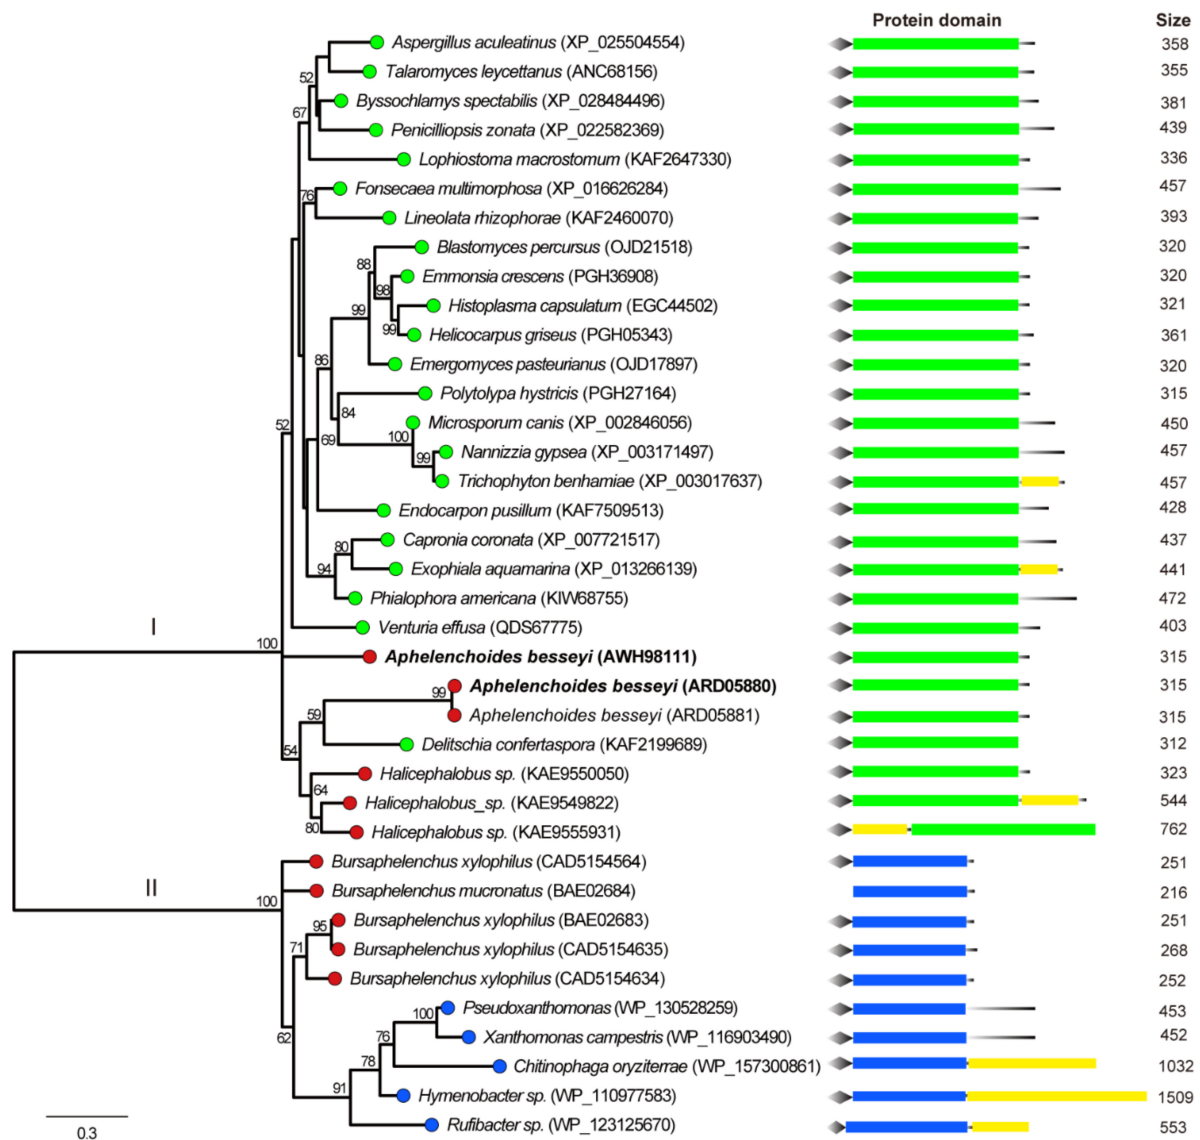 Protein domain Size
Aspergillus aculeatinus (XP_025504554) 358
Talaromyces leycettanus (ANC68156) 355
52
Byssochlamys spectabilis (XP_028484496) 381
67
Penicilliopsis zonata (XP_022582369) 439
Lophiostoma macrostomum (KAF2647330) 336
Fonsecaea multimorphosa (XP_016626284) 457
76
Lineolata rhizophorae (KAF2460070) 393
Blastomyces percursus (OJD21518) 320
88
Emmonsia crescens (PGH36908) 320
98
Histoplasma capsulatum (EGC44502) 321
99
99
Helicocarpus griseus (PGH05343) 361
86
Emergomyces pasteurianus (OJD17897) 320
Polytolypa hystricis (PGH27164) 315
84
52
Microsporum canis (XP_002846056) 450
69
100
Nannizzia gypsea (XP_003171497) 457
99
Trichophyton benhamiae (XP_003017637) 457
Endocarpon pusillum (KAF7509513) 428
Capronia coronata (XP_007721517) 437
80
Exophiala aquamarina (XP_013266139) 441
94
Phialophora americana (KIW68755) 472
I
Venturia effusa (QDS67775) 403
100
Aphelenchoides besseyi (AWH98111) 315
Aphelenchoides besseyi (ARD05880) 315
99
Aphelenchoides besseyi (ARD05881) 315
59
Delitschia confertaspora (KAF2199689) 312
54
Halicephalobus sp. (KAE9550050) 323
64
Halicephalobus_sp. (KAE9549822) 544
80
Halicephalobus sp. (KAE9555931) 762
Bursaphelenchus xylophilus (CAD5154564) 251
II
Bursaphelenchus mucronatus (BAE02684) 216
100
Bursaphelenchus xylophilus (BAE02683) 251
95
71
Bursaphelenchus xylophilus (CAD5154635) 268
Bursaphelenchus xylophilus (CAD5154634) 252
Pseudoxanthomonas (WP_130528259) 453
100
62
76
Xanthomonas campestris (WP_116903490) 452
78
Chitinophaga oryziterrae (WP_157300861) 1032
91
Hymenobacter sp. (WP_110977583) 1509
Rufibacter sp. (WP_123125670) 553
0.3